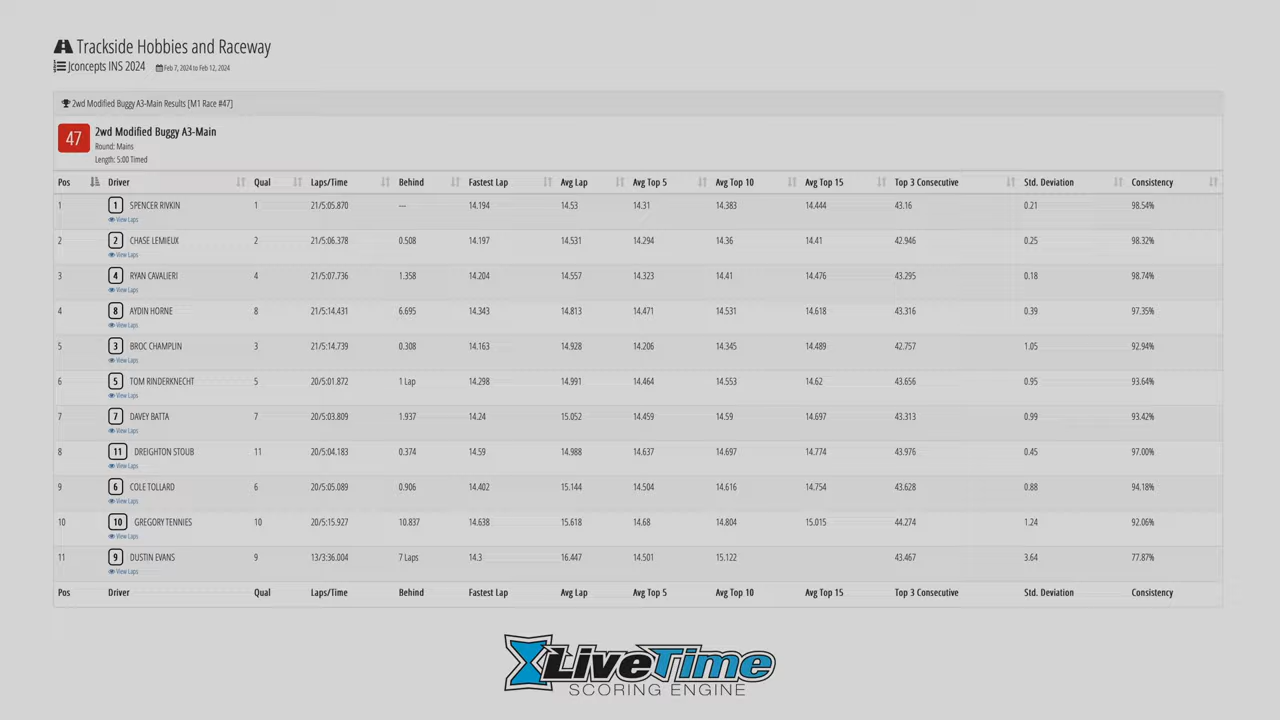 Trackside Hobbies and Raceway
Jconcepts INS 2024 Feb 7, 2024 to Feb 12, 2024
2wd Modified Buggy A3-Main Results [M1 Race #47]
47 2wd Modified Buggy A3-Main
Round: Mains
Length: 5:00 Timed
Pos Driver Qual Laps/Time Behind Fastest Lap Avg Lap Avg Top 5 Avg Top 10 Avg Top 15 Top 3 Consecutive Std. Deviation Consistency
1 1 SPENCER RIVKIN 1 21/5:05.870 --- 14.194 14.53 14.31 14.383 14.444 43.16 0.21 98.54%
View Laps
2 2 CHASE LEMIEUX 2 21/5:06.378 0.508 14.197 14.531 14.294 14.36 14.41 42.946 0.25 98.32%
View Laps
3 4 RYAN CAVALIERI 4 21/5:07.736 1.358 14.204 14.557 14.323 14.41 14.476 43.295 0.18 98.74%
View Laps
4 8 AYDIN HORNE 8 21/5:14.431 6.695 14.343 14.813 14.471 14.531 14.618 43.316 0.39 97.35%
View Laps
5 3 BROC CHAMPLIN 3 21/5:14.739 0.308 14.163 14.928 14.206 14.345 14.489 42.757 1.05 92.94%
View Laps
6 5 TOM RINDERKNECHT 5 20/5:01.872 1 Lap 14.298 14.991 14.464 14.553 14.62 43.656 0.95 93.64%
View Laps
7 7 DAVEY BATTA 7 20/5:03.809 1.937 14.24 15.052 14.459 14.59 14.697 43.313 0.99 93.42%
View Laps
8 11 DREIGHTON STOUB 11 20/5:04.183 0.374 14.59 14.988 14.637 14.697 14.774 43.976 0.45 97.00%
View Laps
9 6 COLE TOLLARD 6 20/5:05.089 0.906 14.402 15.144 14.504 14.616 14.754 43.628 0.88 94.18%
View Laps
10 10 GREGORY TENNIES 10 20/5:15.927 10.837 14.638 15.618 14.68 14.804 15.015 44.274 1.24 92.06%
View Laps
11 9 DUSTIN EVANS 9 13/3:36.004 7 Laps 14.3 16.447 14.501 15.122 43.467 3.64 77.87%
View Laps
Pos Driver Qual Laps/Time Behind Fastest Lap Avg Lap Avg Top 5 Avg Top 10 Avg Top 15 Top 3 Consecutive Std. Deviation Consistency
LiveTime
SCORING ENGINE